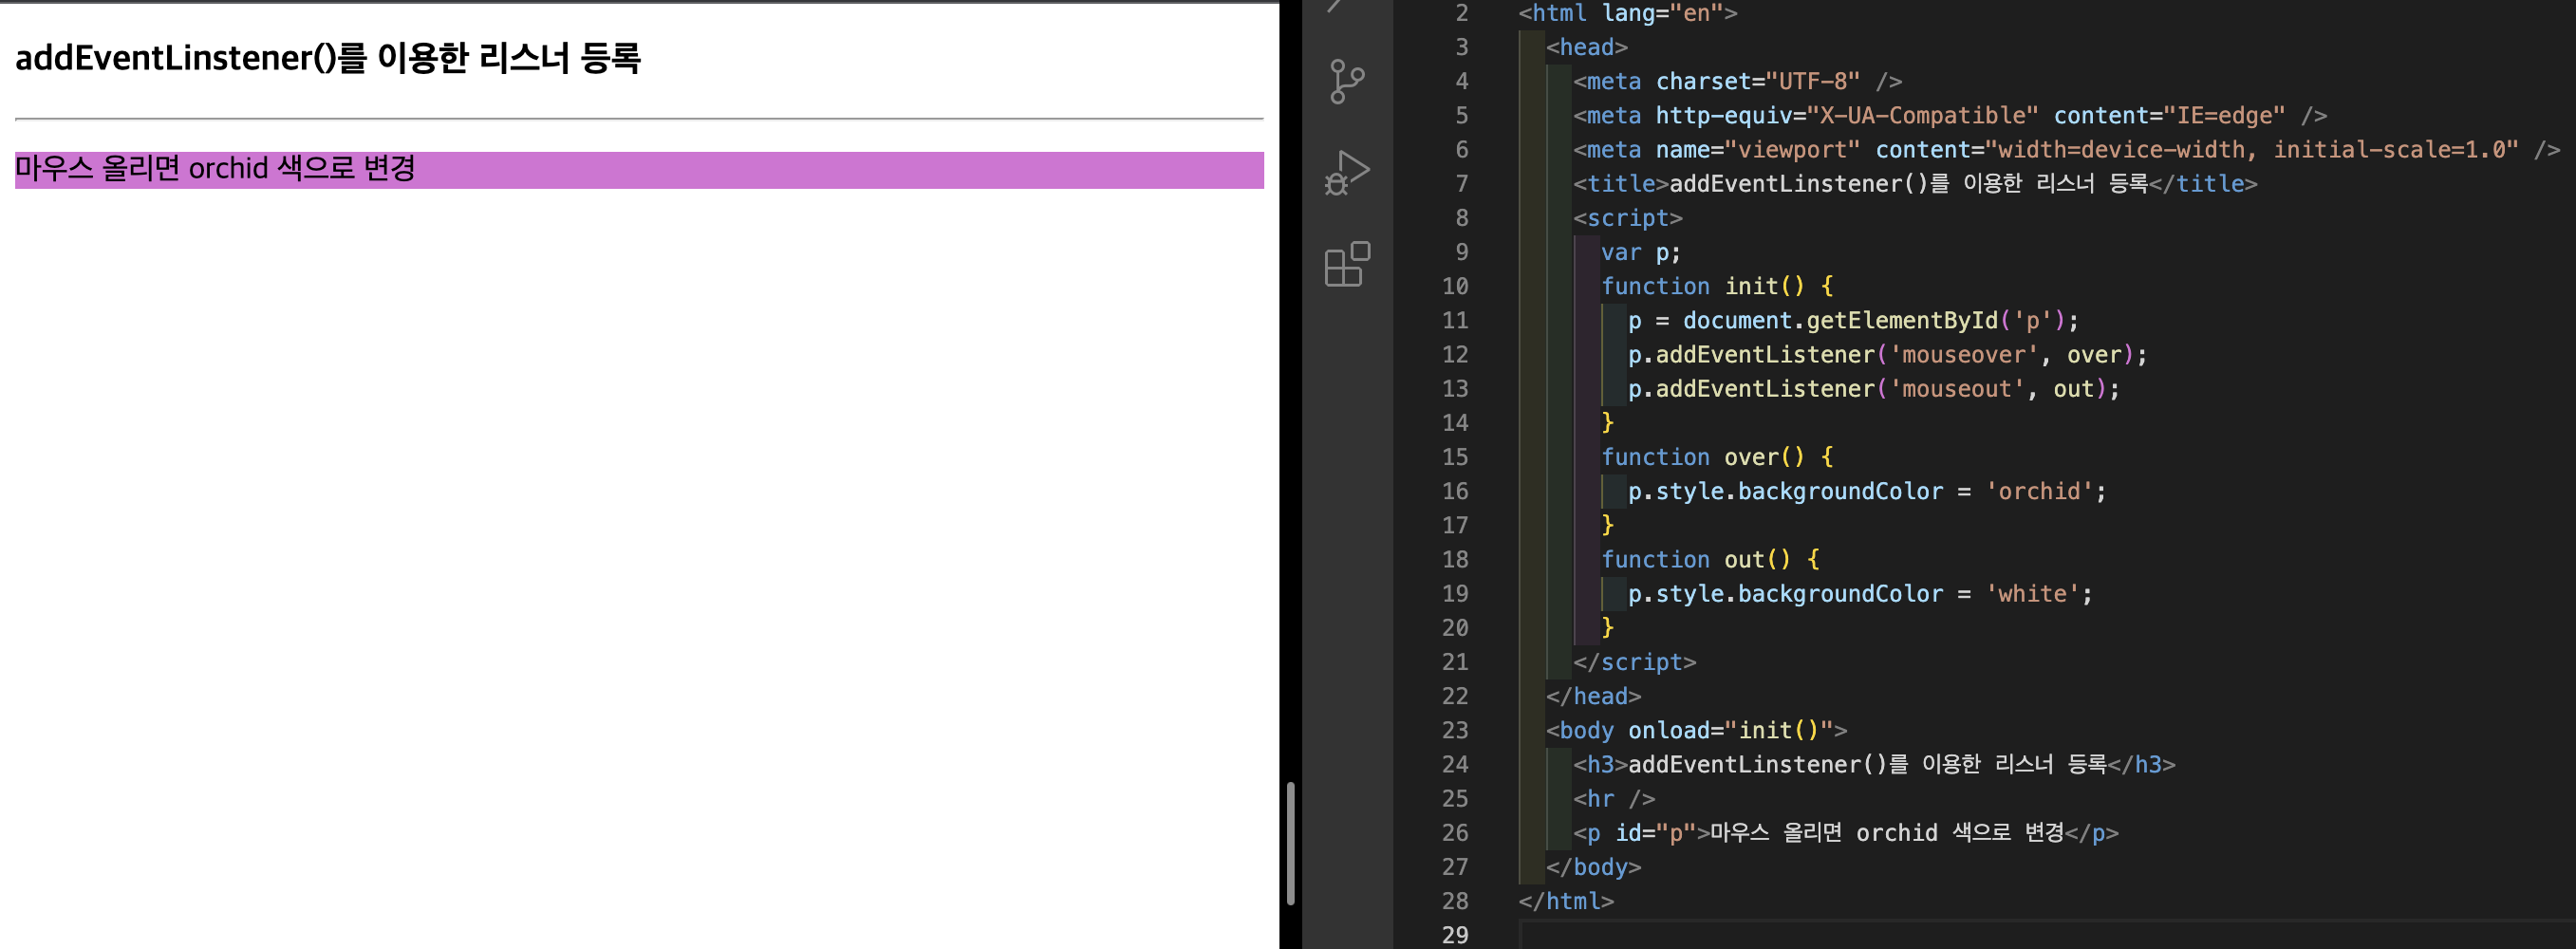 addEventLinstener()를 이용한 리스너 등록
마우스 올리면 orchid 색으로 변경
2 <html lang="en">
3 <head>
4 <meta charset="UTF-8" />
5 <meta http-equiv="X-UA-Compatible" content="IE=edge" />
6 <meta name="viewport" content="width=device-width, initial-scale=1.0" />
7 <title>addEventLinstener()를 이용한 리스너 등록</title>
8 <script>
9 var p;
10 function init() {
11 p = document.getElementById('p');
12 p.addEventListener('mouseover', over);
13 p.addEventListener('mouseout', out);
14 }
15 function over() {
16 p.style.backgroundColor = 'orchid';
17 }
18 function out() {
19 p.style.backgroundColor = 'white';
20 }
21 </script>
22 </head>
23 <body onload="init()">
24 <h3>addEventLinstener()를 이용한 리스너 등록</h3>
25 <hr />
26 <p id="p">마우스 올리면 orchid 색으로 변경</p>
27 </body>
28 </html>
29